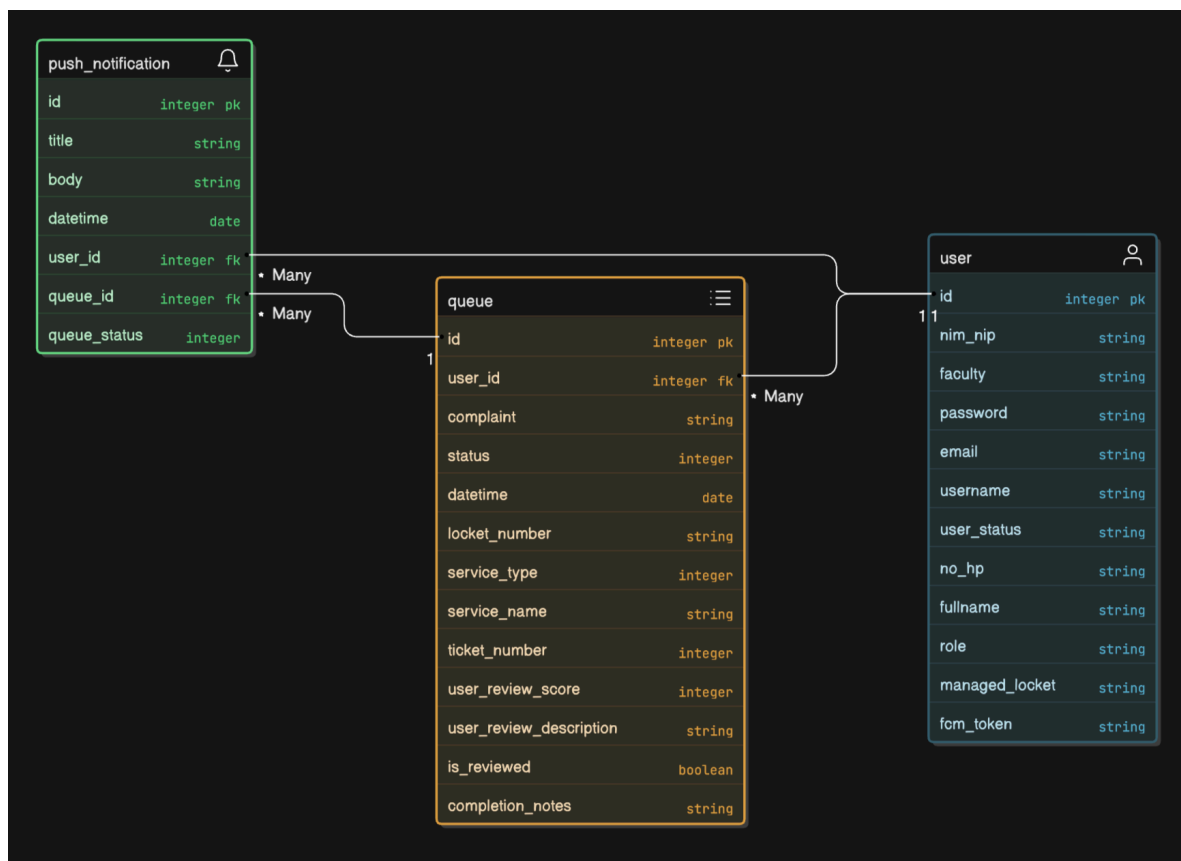 push_notification
id integer pk
title string
body string
datetime date
user_id integer fk
* Many
queue_id integer fk
* Many
queue_status integer
queue
1
id integer pk
user_id integer fk
* Many
complaint string
status integer
datetime date
locket_number string
service_type integer
service_name string
ticket_number integer
user_review_score integer
user_review_description string
is_reviewed boolean
completion_notes string
user
id integer pk
1 1
nim_nip string
faculty string
password string
email string
username string
user_status string
no_hp string
fullname string
role string
managed_locket string
fcm_token string